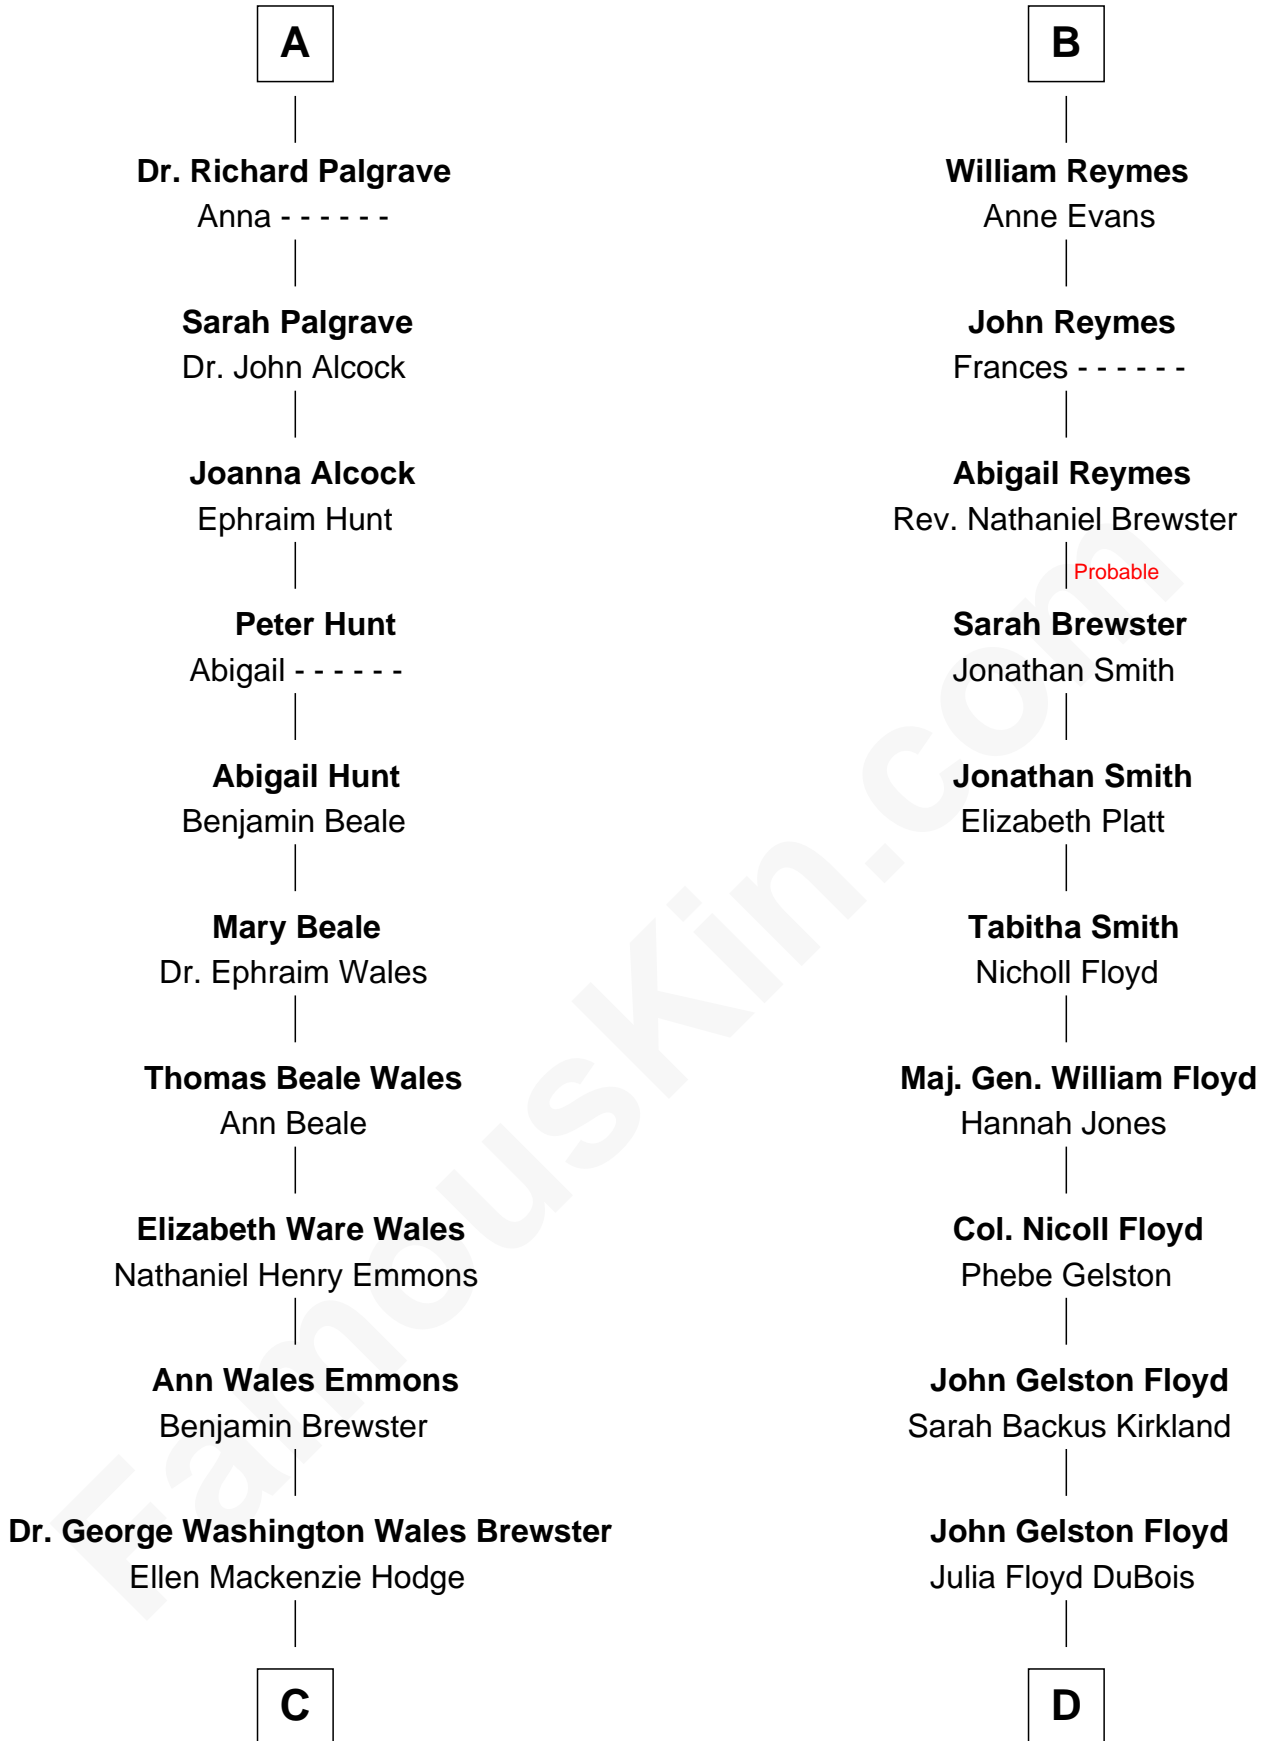 A
Dr. Richard Palgrave
Anna - - - - - -
Sarah Palgrave
Dr. John Alcock
Joanna Alcock
Ephraim Hunt
Peter Hunt
Abigail - - - - - -
Abigail Hunt
Benjamin Beale
Mary Beale
Dr. Ephraim Wales
Thomas Beale Wales
Ann Beale
Elizabeth Ware Wales
Nathaniel Henry Emmons
Ann Wales Emmons
Benjamin Brewster
Dr. George Washington Wales Brewster
Ellen Mackenzie Hodge
C
B
William Reymes
Anne Evans
John Reymes
Frances - - - - - -
Abigail Reymes
Rev. Nathaniel Brewster
Probable
Sarah Brewster
Jonathan Smith
Jonathan Smith
Elizabeth Platt
Tabitha Smith
Nicholl Floyd
Maj. Gen. William Floyd
Hannah Jones
Col. Nicoll Floyd
Phebe Gelston
John Gelston Floyd
Sarah Backus Kirkland
John Gelston Floyd
Julia Floyd DuBois
D
FamousKin.com